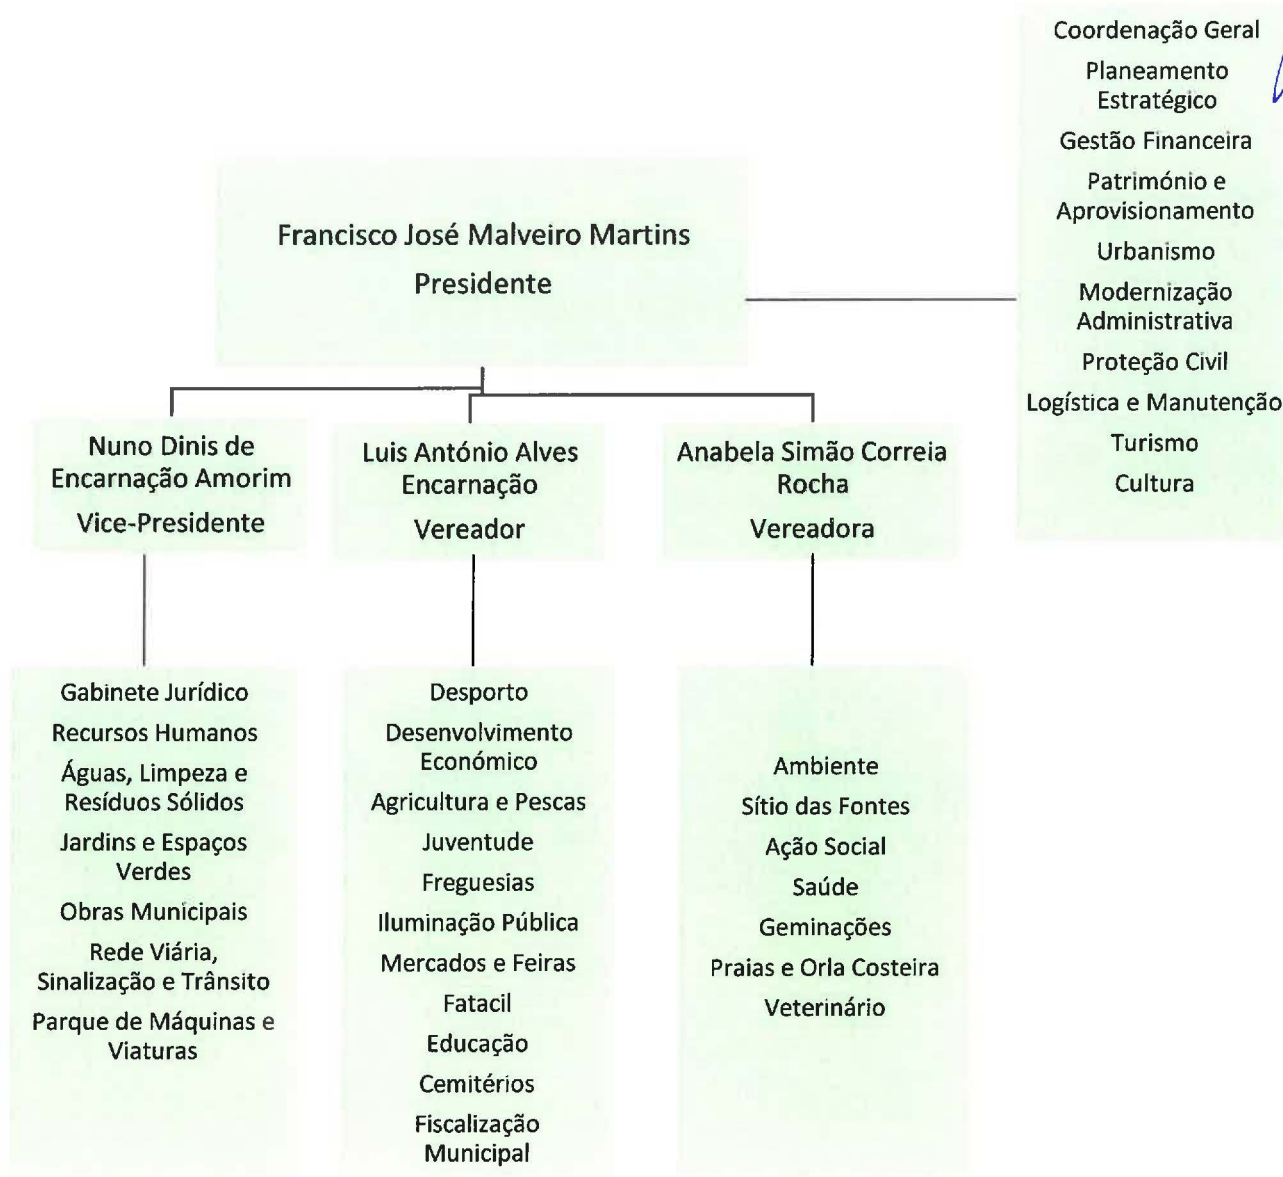 Coordenação Geral
Planeamento
Estratégico
Gestão Financeira
Património e
Aprovisionamento
Urbanismo
Modernização
Administrativa
Proteção Civil
Logística e Manutenção
Turismo
Cultura
Francisco José Malveiro Martins
Presidente
Nuno Dinis de
Encarnação Amorim
Vice-Presidente
Luis António Alves
Encarnação
Vereador
Anabela Simão Correia
Rocha
Vereadora
Gabinete Jurídico
Recursos Humanos
Águas, Limpeza e
Resíduos Sólidos
Jardins e Espaços
Verdes
Obras Municipais
Rede Viária,
Sinalização e Trânsito
Parque de Máquinas e
Viaturas
Desporto
Desenvolvimento
Económico
Agricultura e Pescas
Juventude
Freguesias
Iluminação Pública
Mercados e Feiras
Fatacil
Educação
Cemitérios
Fiscalização
Municipal
Ambiente
Sítio das Fontes
Ação Social
Saúde
Geminações
Praias e Orla Costeira
Veterinário